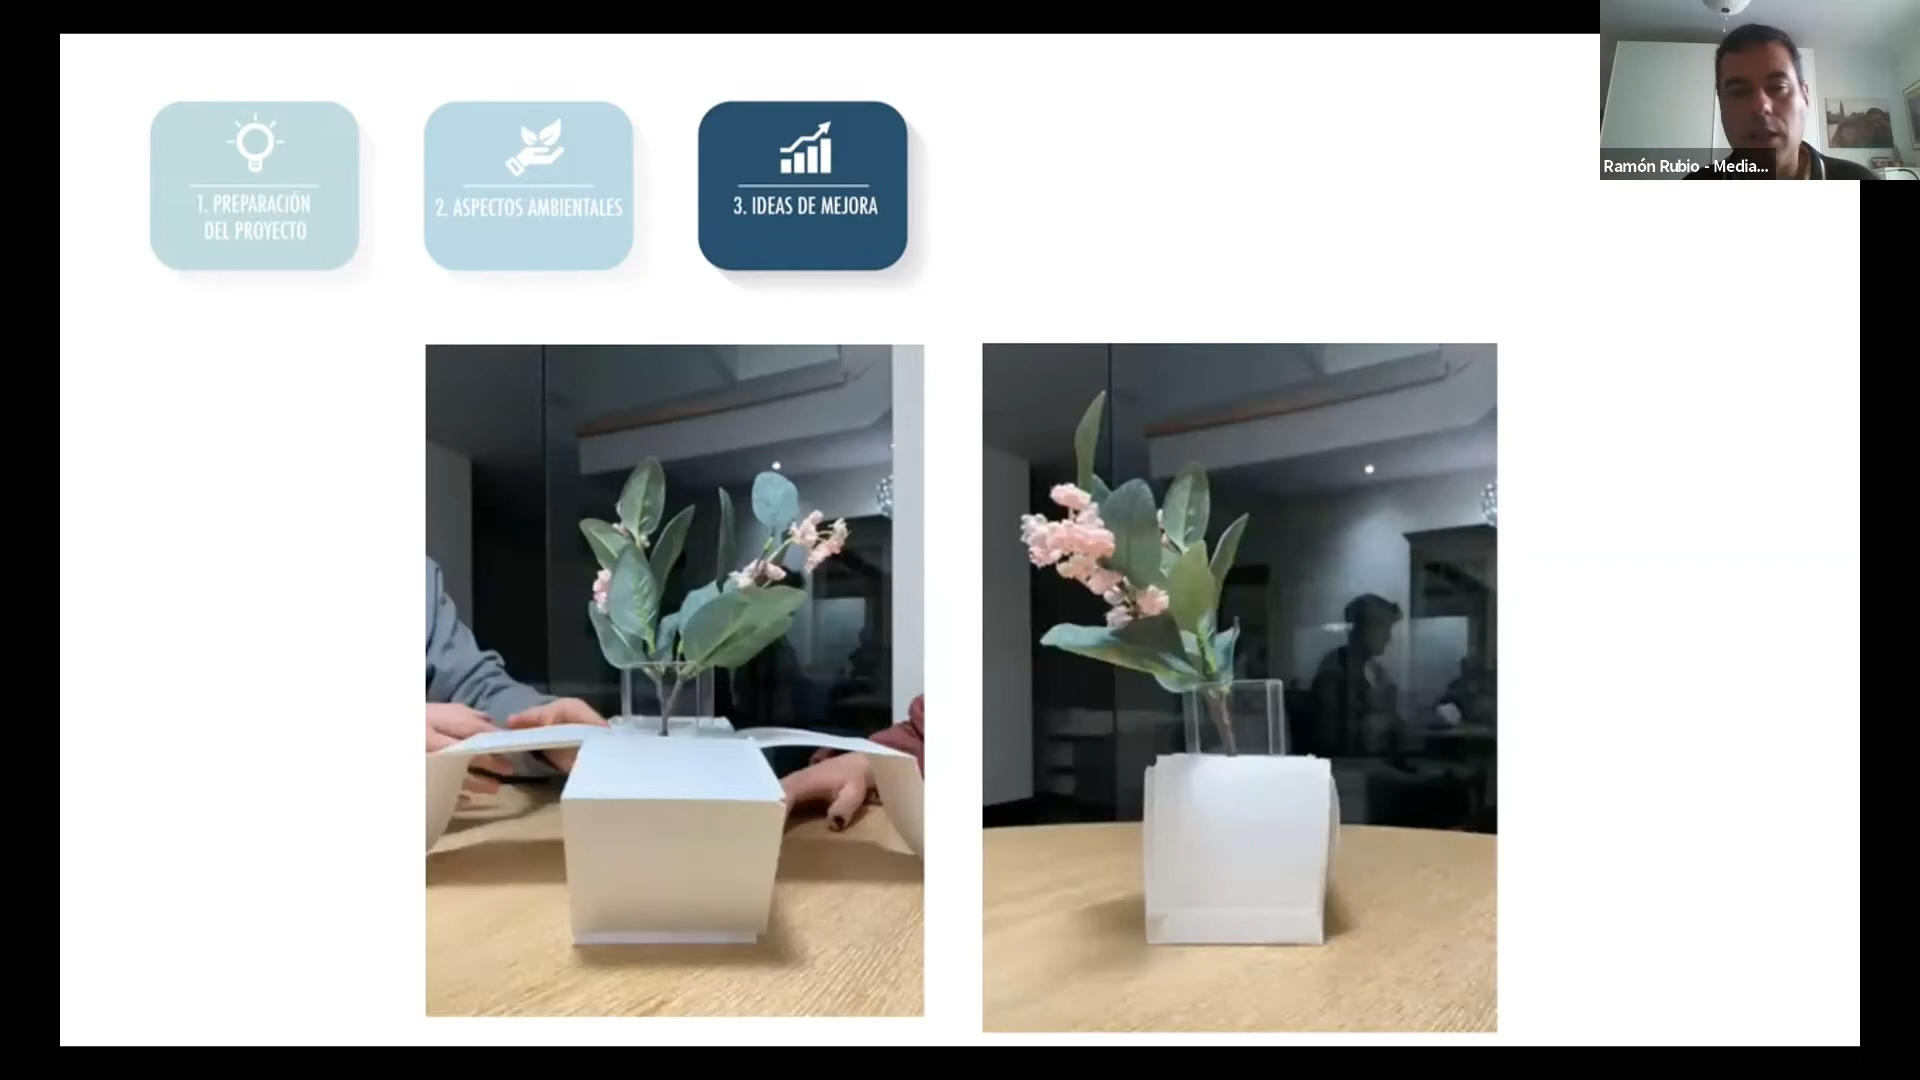 1. PREPARACIÓN
DEL PROYECTO
2. ASPECTOS AMBIENTALES
3. IDEAS DE MEJORA
Ramón Rubio - Media...